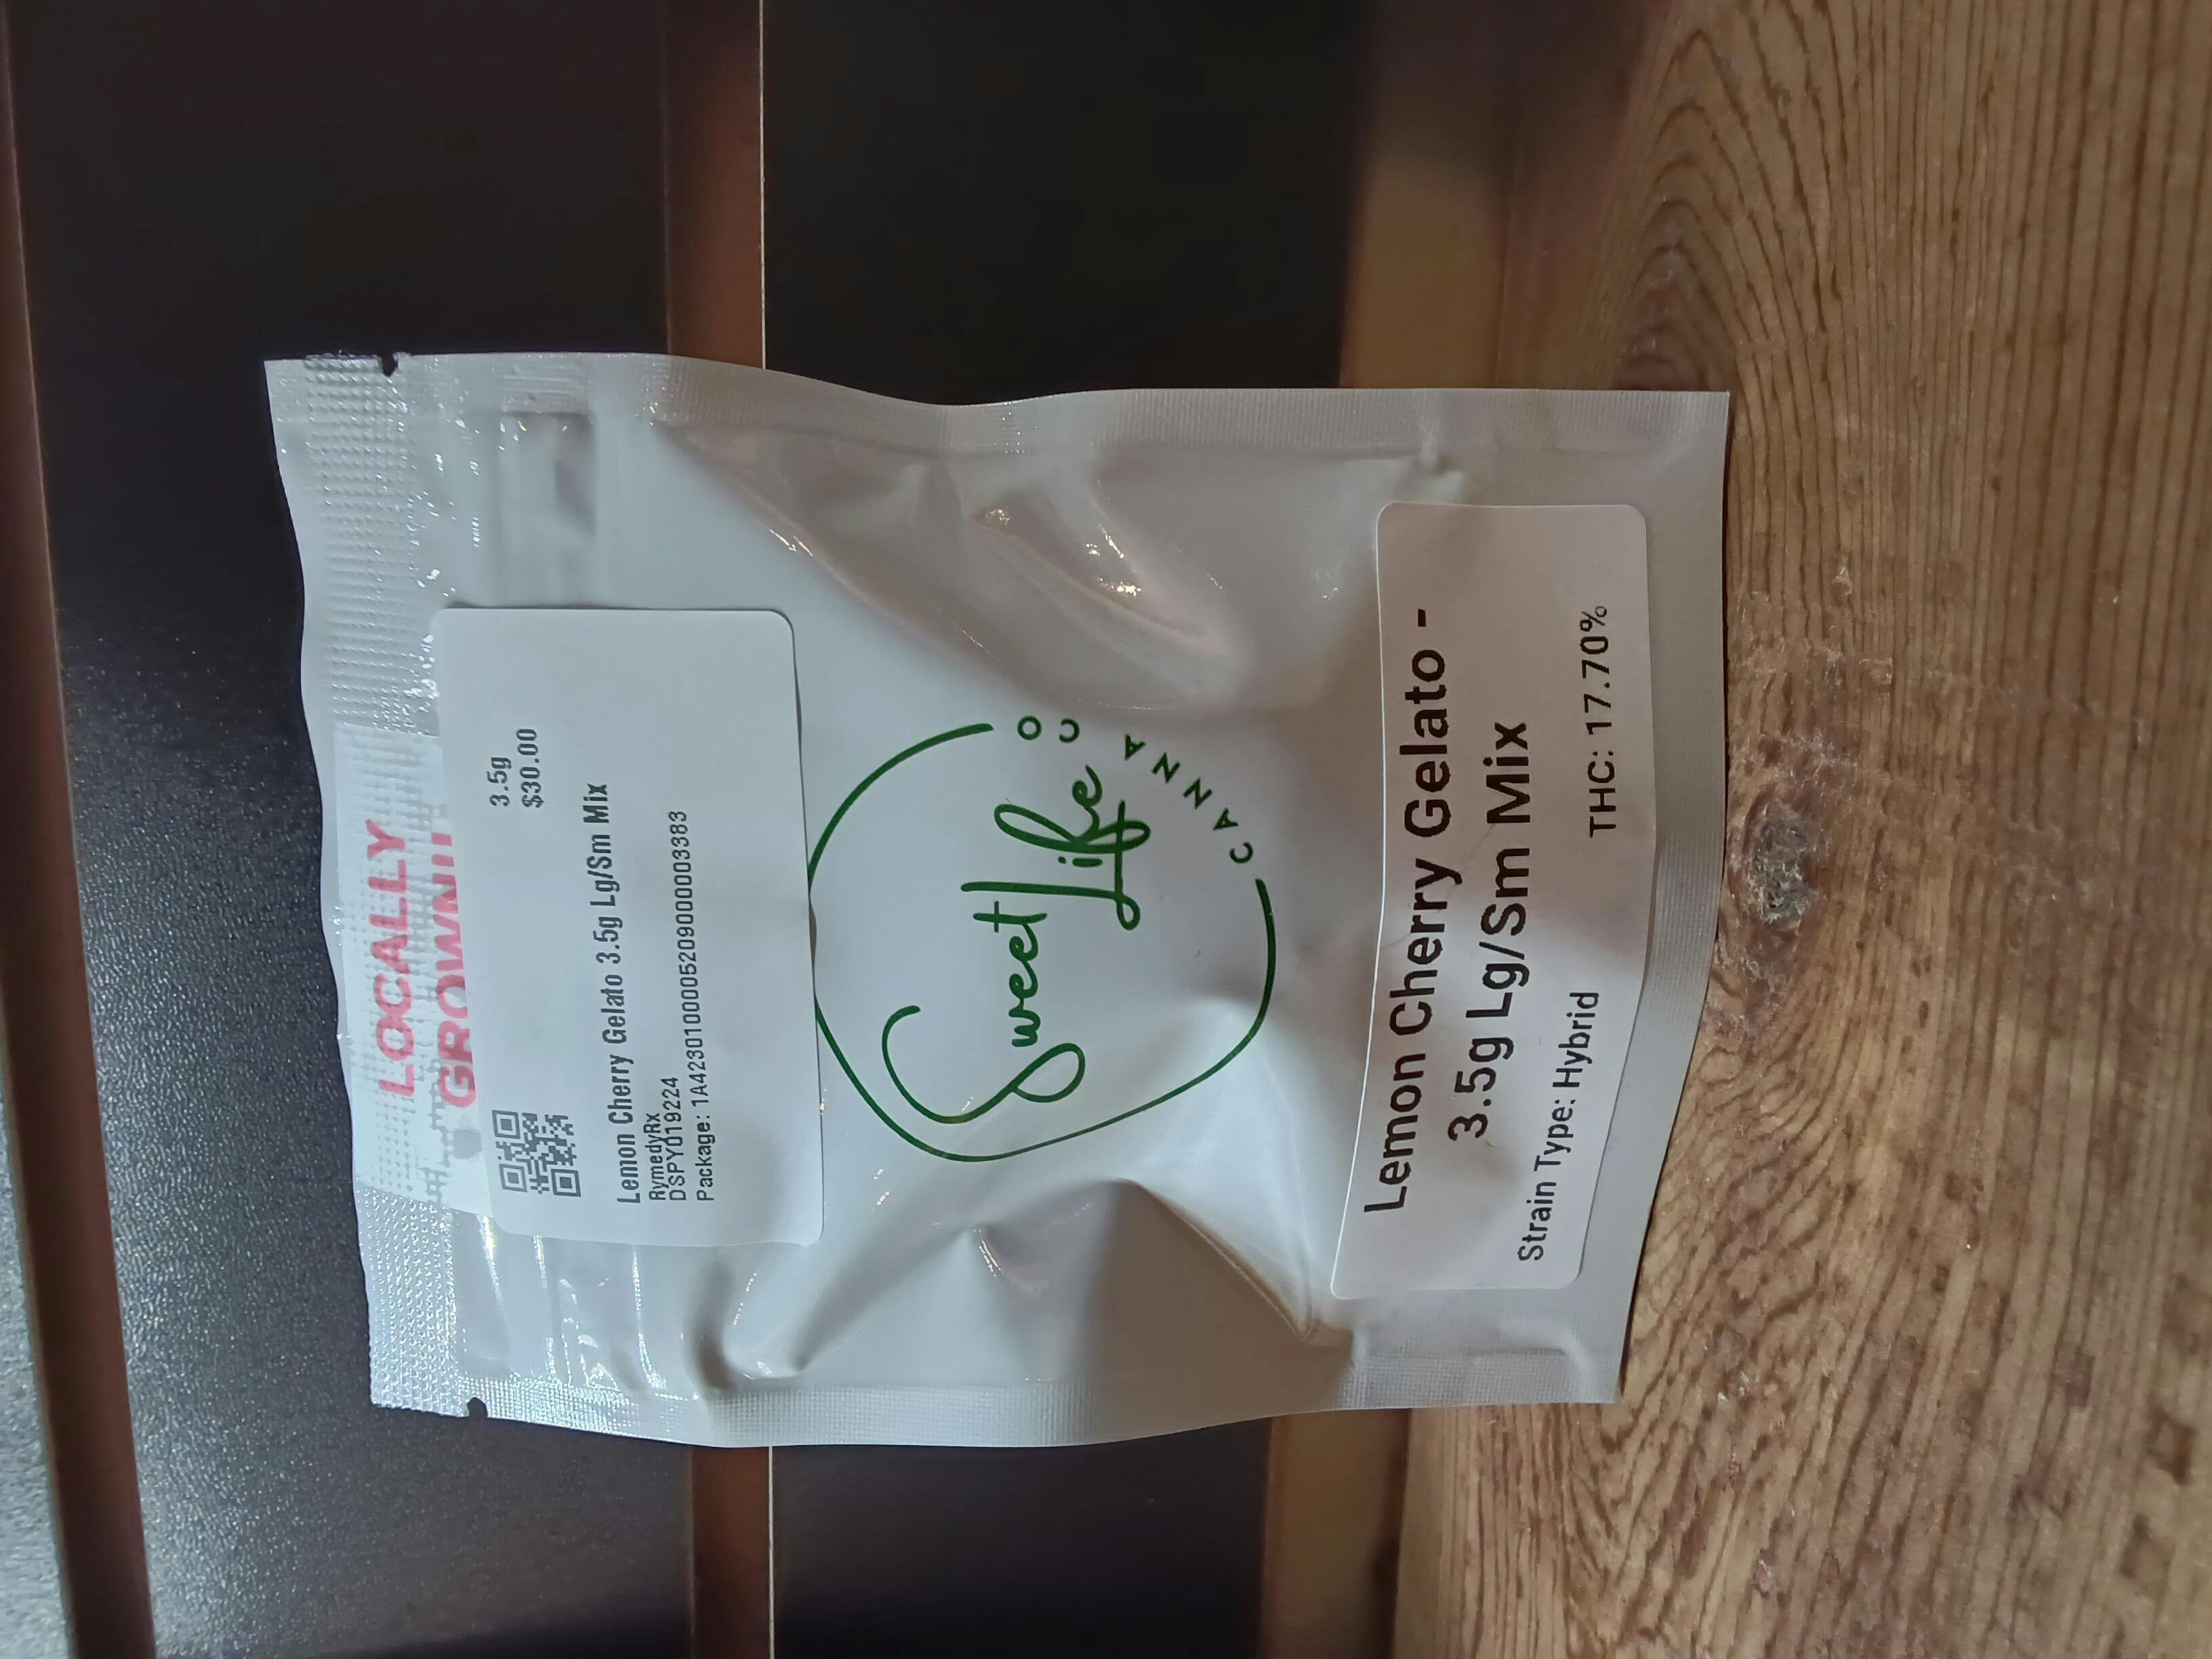 LOCALLY
GROWN!!
3.5g
$30.00
Lemon Cherry Gelato 3.5g Lg/Sm Mix
RymedyRx
DSPY019224
Package: 1A4230100005209000003383
Sweet
Life
CANNA CO
Lemon Cherry Gelato -
3.5g Lg/Sm Mix
Strain Type: Hybrid THC: 17.70%